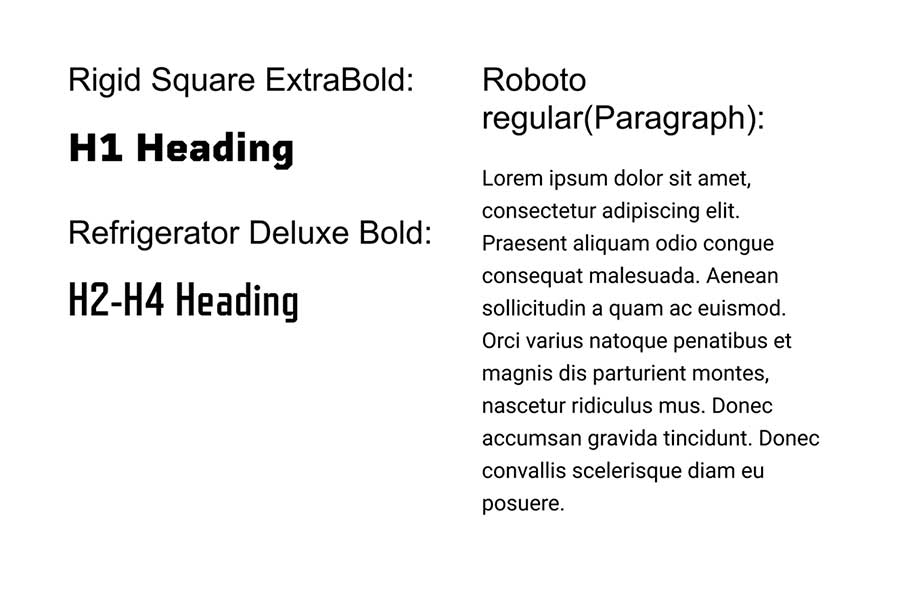 Rigid Square ExtraBold:
H1 Heading
Refrigerator Deluxe Bold:
H2-H4 Heading
Roboto
regular(Paragraph):
Lorem ipsum dolor sit amet,
consectetur adipiscing elit.
Praesent aliquam odio congue
consequat malesuada. Aenean
sollicitudin a quam ac euismod.
Orci varius natoque penatibus et
magnis dis parturient montes,
nascetur ridiculus mus. Donec
accumsan gravida tincidunt. Donec
convallis scelerisque diam eu
posuere.